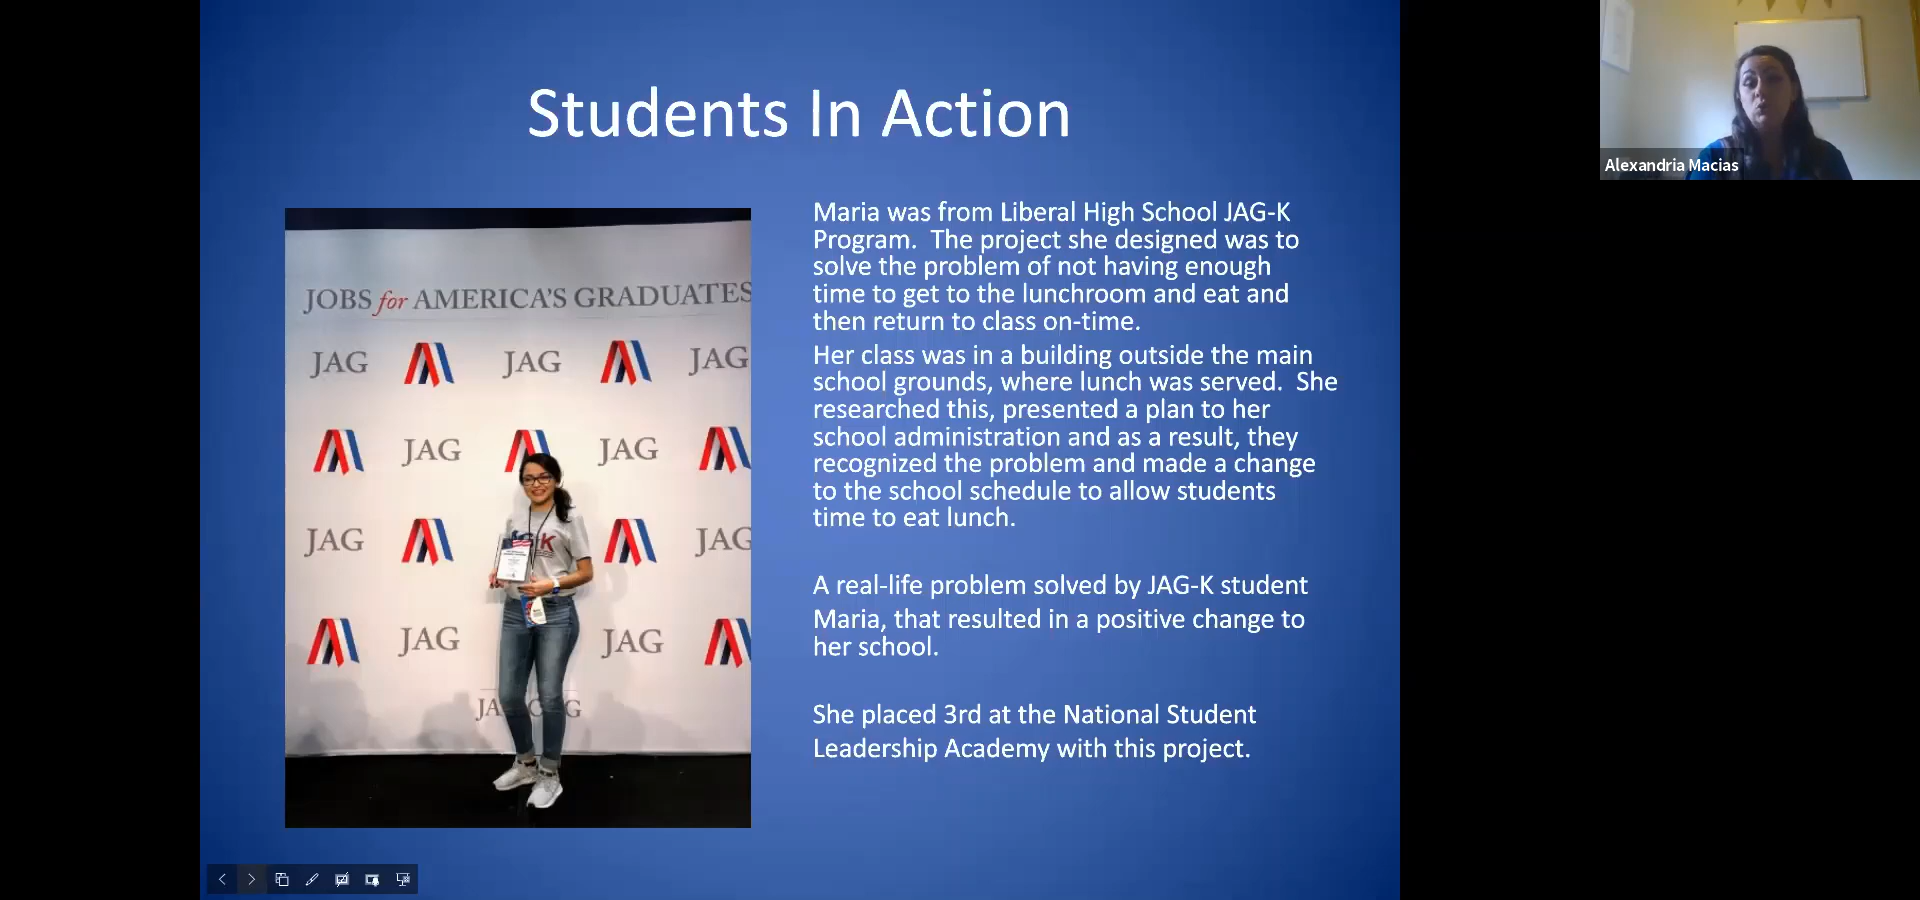 Students In Action
Alexandria Macias
Maria was from Liberal High School JAG-K
Program.  The project she designed was to
solve the problem of not having enough
time to get to the lunchroom and eat and
then return to class on-time.
Her class was in a building outside the main
school grounds, where lunch was served.  She
researched this, presented a plan to her
school administration and as a result, they
recognized the problem and made a change
to the school schedule to allow students
time to eat lunch.
A real-life problem solved by JAG-K student
Maria, that resulted in a positive change to
her school.
She placed 3rd at the National Student
Leadership Academy with this project.
JOBS for AMERICA'S GRADUATES
JAG JAG JAG
JAG JAG
JAG JAG
JAG JAG